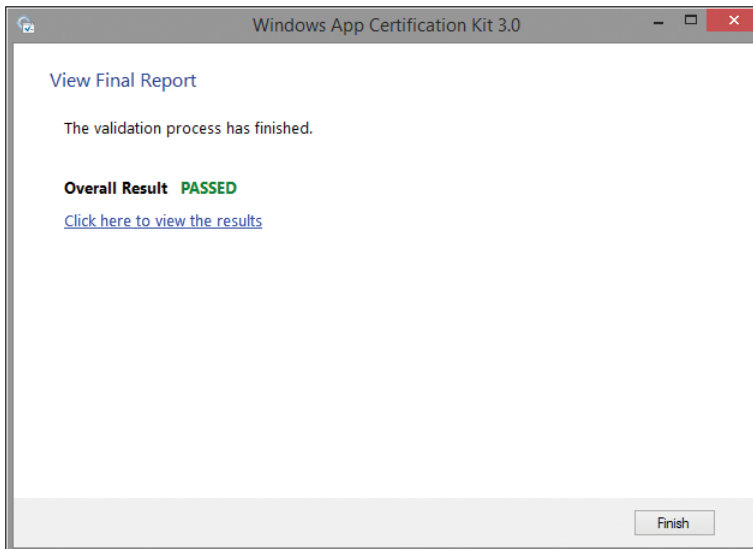 Windows App Certification Kit 3.0
View Final Report
The validation process has finished.
Overall Result PASSED
Click here to view the results
Finish